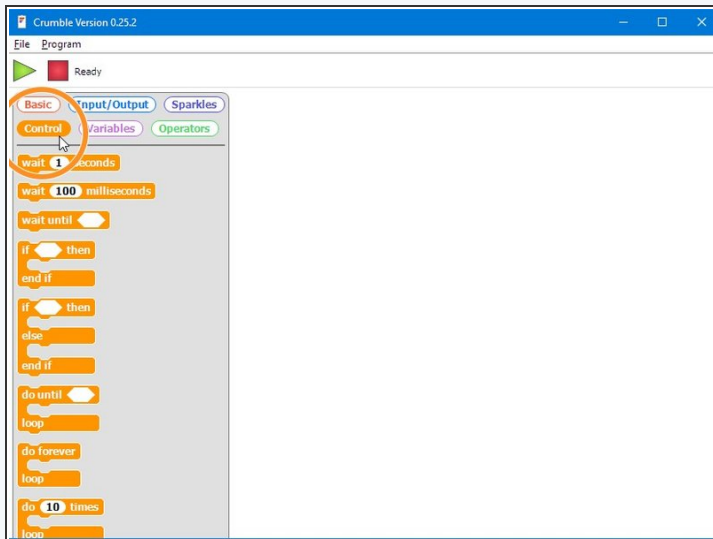 Crumble Version 0.25.2
File Program
Ready
Basic Input/Output Sparkles
Control Variables Operators
wait 1 seconds
wait 100 milliseconds
wait until
if then
end if
if then
else
end if
do until
loop
do forever
loop
do 10 times
loop